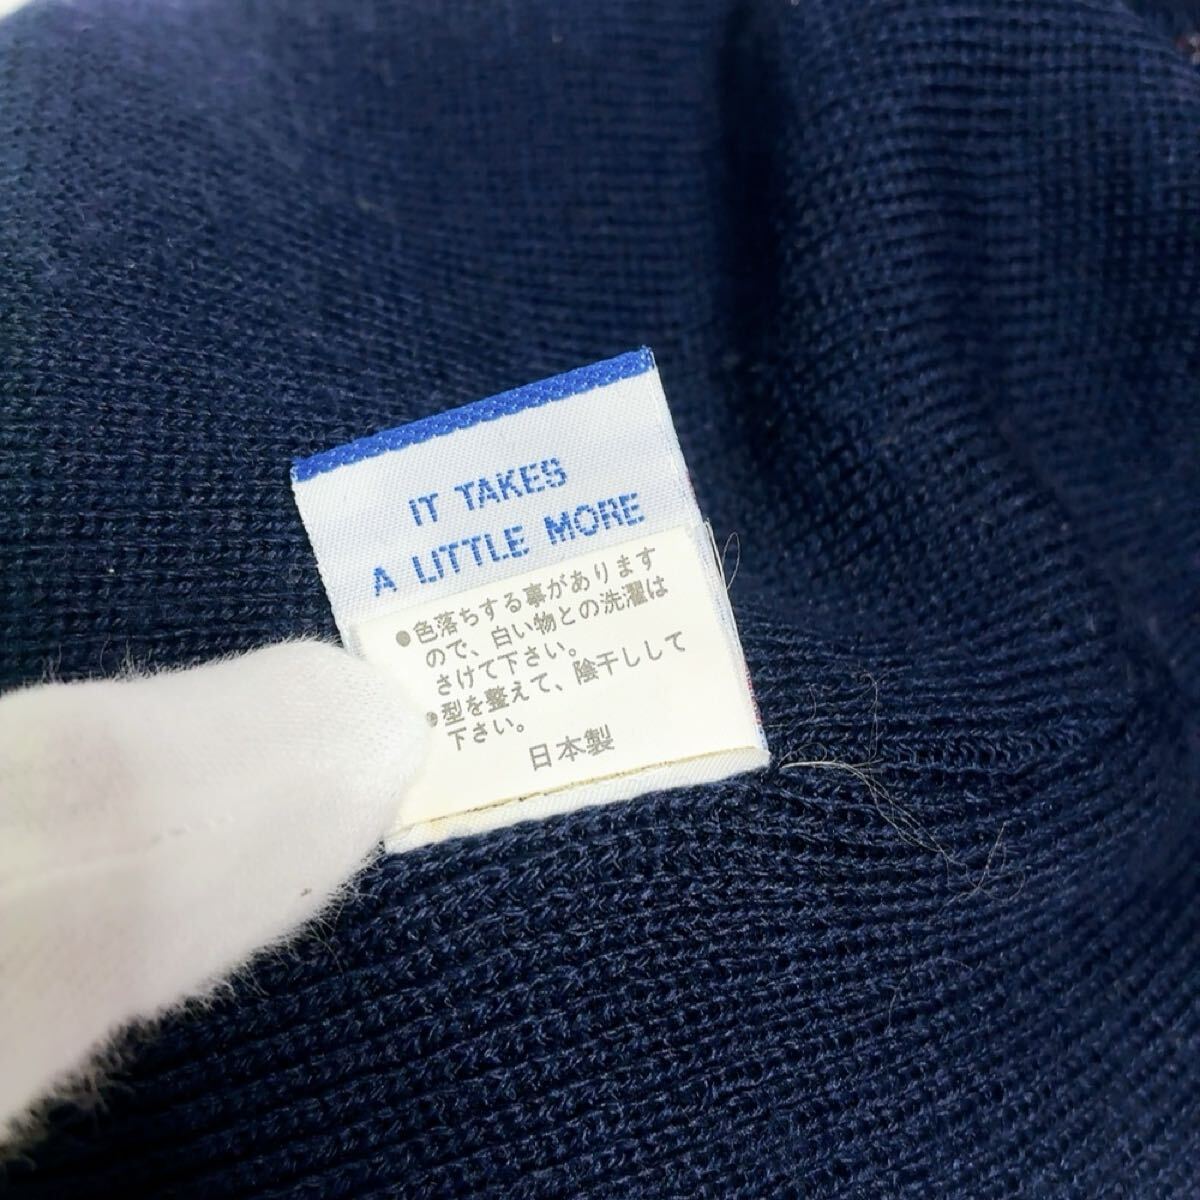 IT TAKES
A LITTLE MORE
●色落ちする事があります
ので、白い物との洗濯は
さけて下さい。
●型を整えて、陰干しして
下さい。
日本製